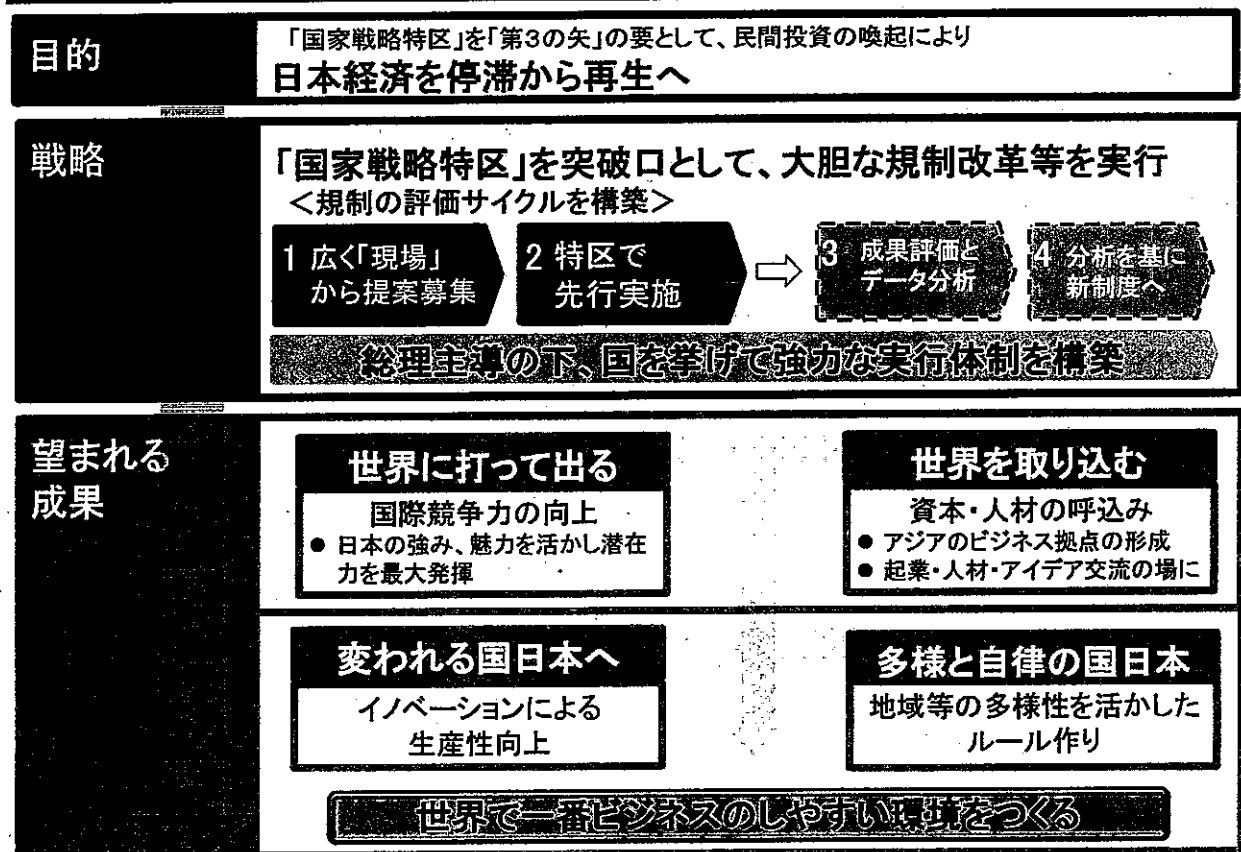 目的
「国家戦略特区」を「第3の矢」の要として、民間投資の喚起により
日本経済を停滞から再生へ
戦略
「国家戦略特区」を突破口として、大胆な規制改革等を実行
＜規制の評価サイクルを構築＞
1 広く「現場」
から提案募集
2 特区で
先行実施
3 成果評価と
データ分析
4 分析を基に
新制度へ
総理主導の下、国を挙げて強力な実行体制を構築
望まれる
成果
世界に打って出る
国際競争力の向上
● 日本の強み、魅力を活かし潜在
力を最大発揮
世界を取り込む
資本・人材の呼込み
● アジアのビジネス拠点の形成
● 起業・人材・アイデア交流の場に
変われる国日本へ
イノベーションによる
生産性向上
多様と自律の国日本
地域等の多様性を活かした
ルール作り
世界で一番ビジネスのしやすい環境をつくる